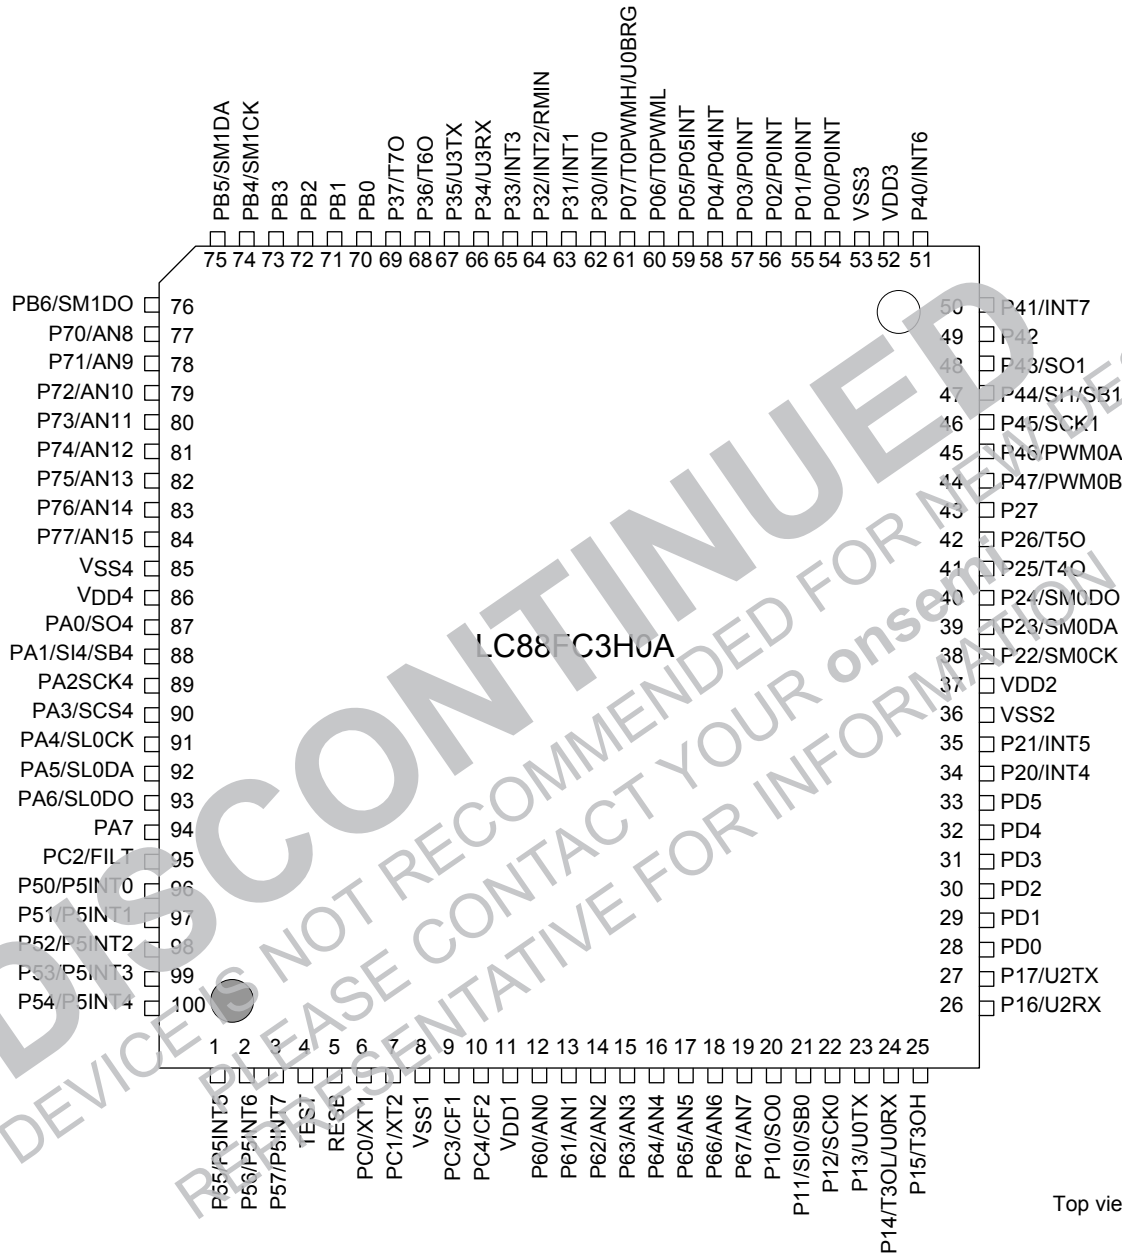 PB5/SM1DA
PB4/SM1CK
PB3
PB2
PB1
PB0
P37/T7O
P36/T6O
P35/U3TX
P34/U3RX
P33/INT3
P32/INT2/RMIN
P31/INT1
P30/INT0
P07/T0PWMH/U0BRG
P06/T0PWML
P05/P05INT
P04/P04INT
P03/P0INT
P02/P0INT
P01/P0INT
P00/P0INT
VSS3
VDD3
P40/INT6
75 74 73 72 71 70 69 68 67 66 65 64 63 62 61 60 59 58 57 56 55 54 53 52 51
PB6/SM1DO 76
P70/AN8 77
P71/AN9 78
P72/AN10 79
P73/AN11 80
P74/AN12 81
P75/AN13 82
P76/AN14 83
P77/AN15 84
VSS4 85
VDD4 86
PA0/SO4 87
PA1/SI4/SB4 88
PA2SCK4 89
PA3/SCS4 90
PA4/SL0CK 91
PA5/SL0DA 92
PA6/SL0DO 93
PA7 94
PC2/FILT 95
P50/P5INT0 96
P51/P5INT1 97
P52/P5INT2 98
P53/P5INT3 99
P54/P5INT4 100
LC88FC3H0A
50 P41/INT7
49 P42
48 P43/SO1
47 P44/SI1/SB1
46 P45/SCK1
45 P46/PWM0A
44 P47/PWM0B
43 P27
42 P26/T5O
41 P25/T4O
40 P24/SM0DO
39 P23/SM0DA
38 P22/SM0CK
37 VDD2
36 VSS2
35 P21/INT5
34 P20/INT4
33 PD5
32 PD4
31 PD3
30 PD2
29 PD1
28 PD0
27 P17/U2TX
26 P16/U2RX
1 2 3 4 5 6 7 8 9 10 11 12 13 14 15 16 17 18 19 20 21 22 23 24 25
P55/P5INT5
P56/P5INT6
P57/P5INT7
TEST
RESB
PC0/XT1
PC1/XT2
VSS1
PC3/CF1
PC4/CF2
VDD1
P60/AN0
P61/AN1
P62/AN2
P63/AN3
P64/AN4
P65/AN5
P66/AN6
P67/AN7
P10/SO0
P11/SI0/SB0
P12/SCK0
P13/U0TX
P14/T3OL/U0RX
P15/T3OH
Top vie
DISCONTINUED
DEVICE IS NOT RECOMMENDED FOR NEW DES
PLEASE CONTACT YOUR onsemi
REPRESENTATIVE FOR INFORMATION